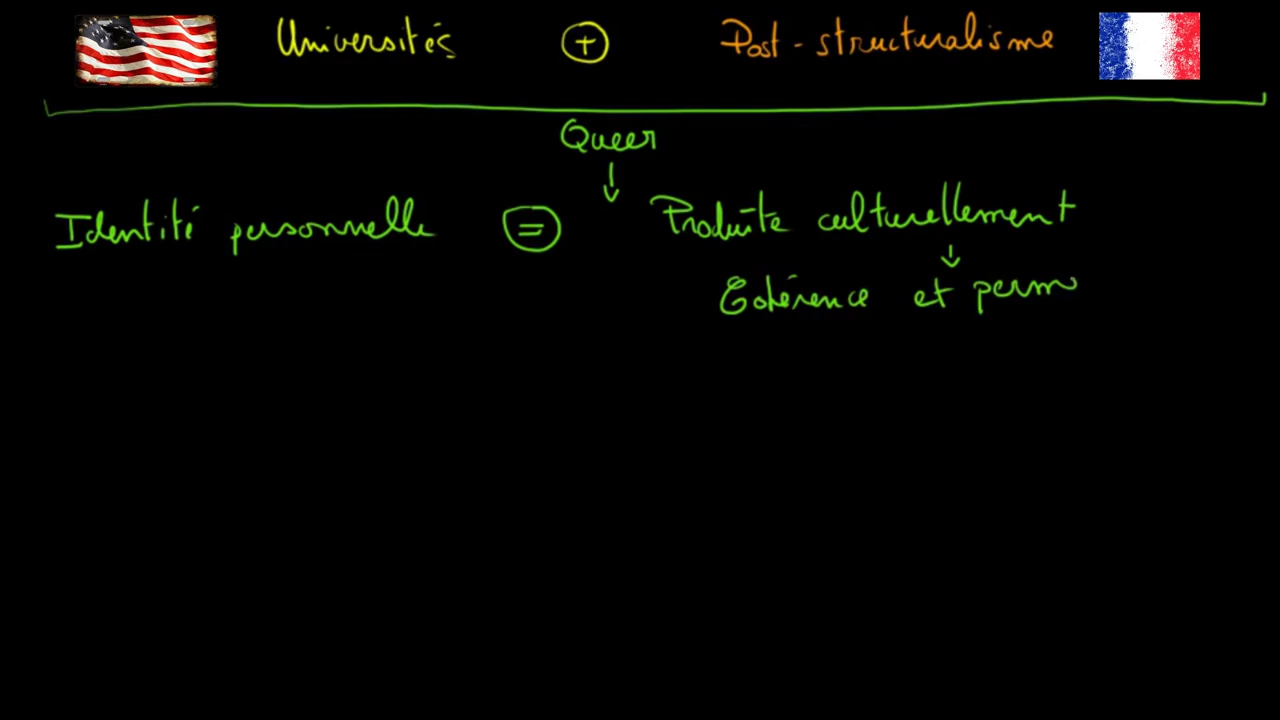 Universités + Post-structuralisme
Queer
↓
Identité personnelle = Produite culturellement
↓
Cohérence et perm